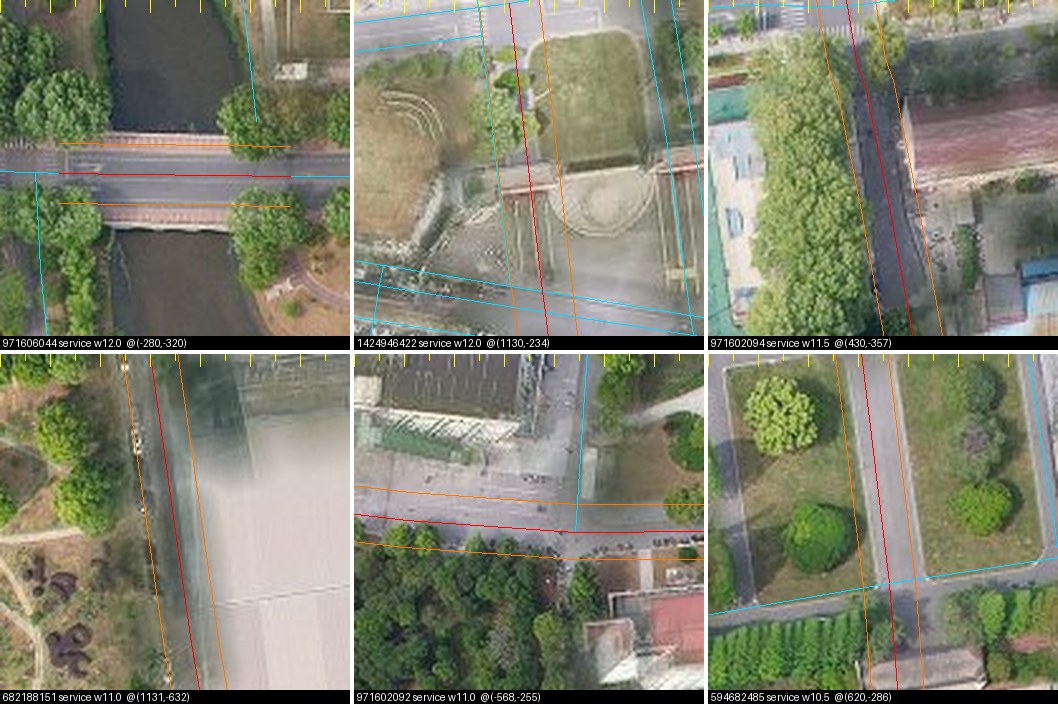 971606044 service w12.0 @(-280,-320)
1424946422 service w12.0 @(1130,-234)
971602094 service w11.5 @(430,-357)
682188151 service w11.0 @(1131,-632)
971602092 service w11.0 @(-568,-255)
594682485 service w10.5 @(620,-286)